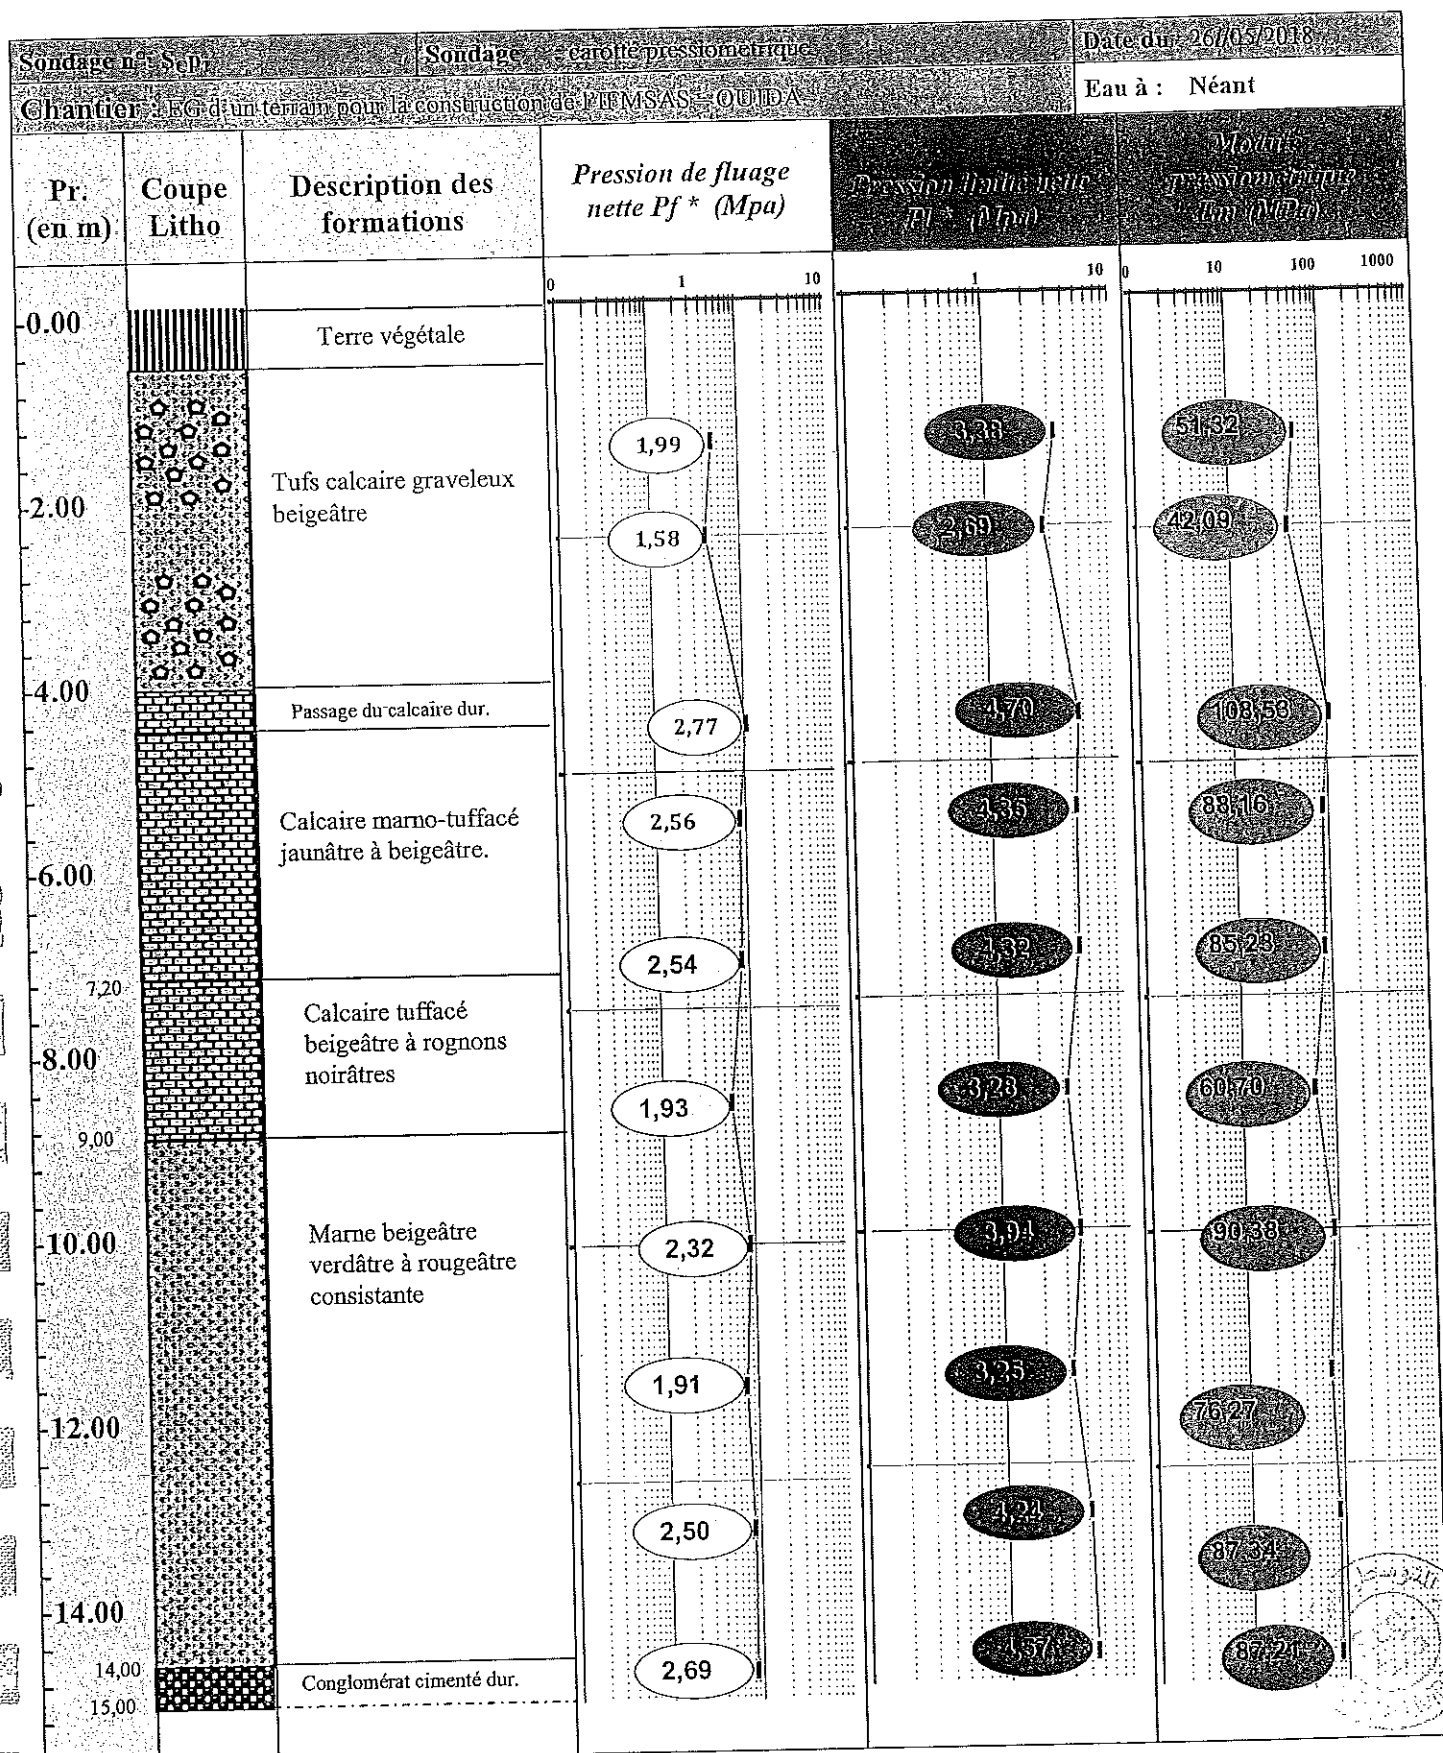 Sondage n°: S.p.
Sondage : carotté pressiométrique
Date du: 26/05/2018
Chantier : EG d'un terrain pour la construction de l'IEMSAS – OUJDA
Eau à : Néant
Pr.
(en m)
Coupe
Litho
Description des
formations
Pression de fluage
nette Pf * (Mpa)
Pression limite nette
Pl * (Mpa)
Module
pressiométrique
Em (MPa)
0 1 10
1 10
0 10 100 1000
0.00
Terre végétale
1,99
3,33
51,32
Tufs calcaire graveleux
beigeâtre
2.00
1,58
2,69
42,09
4.00
Passage du calcaire dur.
2,77
4,70
108,53
Calcaire marno-tuffacé
jaunâtre à beigeâtre.
2,56
4,35
88,16
6.00
2,54
4,32
85,23
7,20
Calcaire tuffacé
beigeâtre à rognons
noirâtres
8.00
1,93
3,28
60,70
9,00
Marne beigeâtre
verdâtre à rougeâtre
consistante
10.00
2,32
3,94
90,38
1,91
3,25
76,27
12.00
2,50
4,24
87,34
14.00
14,00
Conglomérat cimenté dur.
2,69
4,57
87,21
15,00